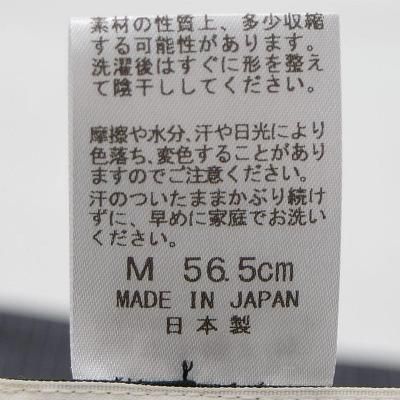 素材の性質上、多少収縮
する可能性があります。
洗濯後はすぐに形を整え
て陰干ししてください。
摩擦や水分、汗や日光により
色落ち、変色することがあり
ますのでご注意ください。
汗のついたままかぶり続け
ずに、早めに家庭でお洗い
ください。
M 56.5cm
MADE IN JAPAN
日本製